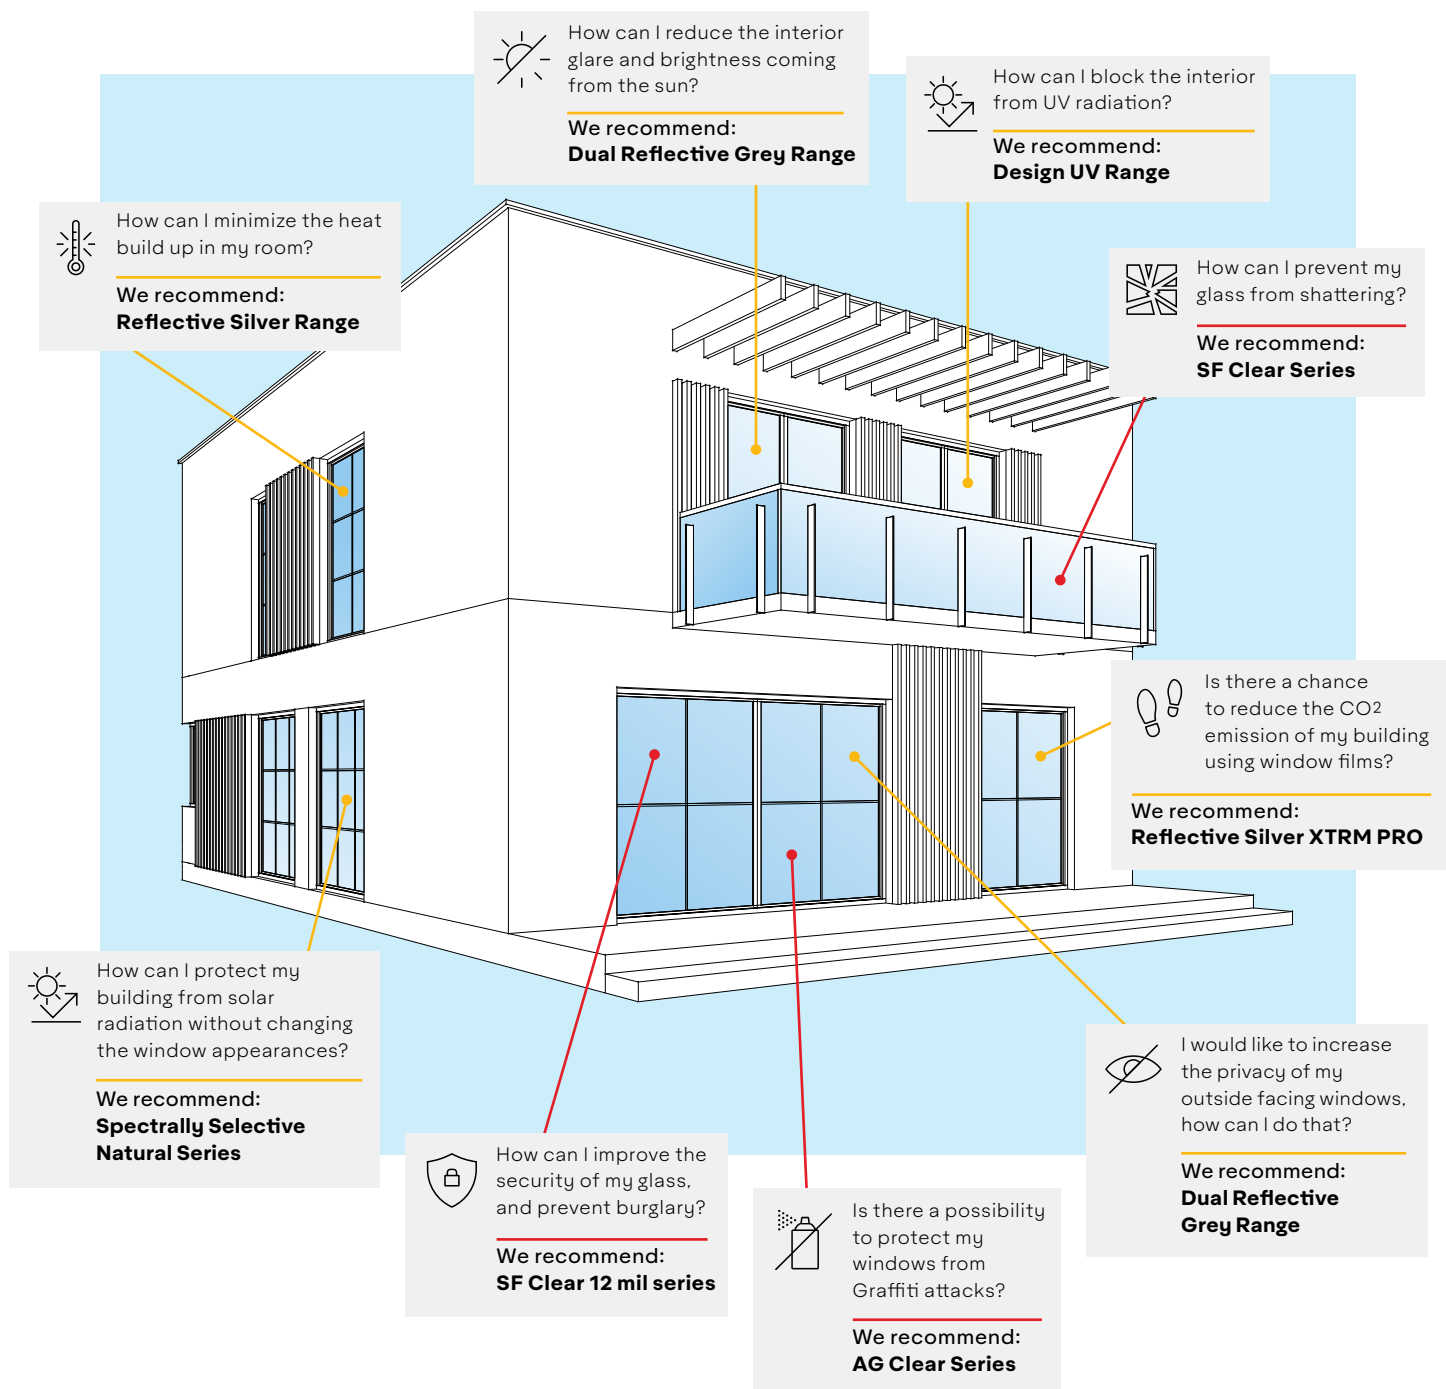 How can I reduce the interior
glare and brightness coming
from the sun?
We recommend:
Dual Reflective Grey Range
How can I block the interior
from UV radiation?
We recommend:
Design UV Range
How can I minimize the heat
build up in my room?
We recommend:
Reflective Silver Range
How can I prevent my
glass from shattering?
We recommend:
SF Clear Series
Is there a chance
to reduce the CO2
emission of my building
using window films?
We recommend:
Reflective Silver XTRM PRO
How can I protect my
building from solar
radiation without changing
the window appearances?
We recommend:
Spectrally Selective
Natural Series
I would like to increase
the privacy of my
outside facing windows,
how can I do that?
We recommend:
Dual Reflective
Grey Range
How can I improve the
security of my glass,
and prevent burglary?
We recommend:
SF Clear 12 mil series
Is there a possibility
to protect my
windows from
Graffiti attacks?
We recommend:
AG Clear Series